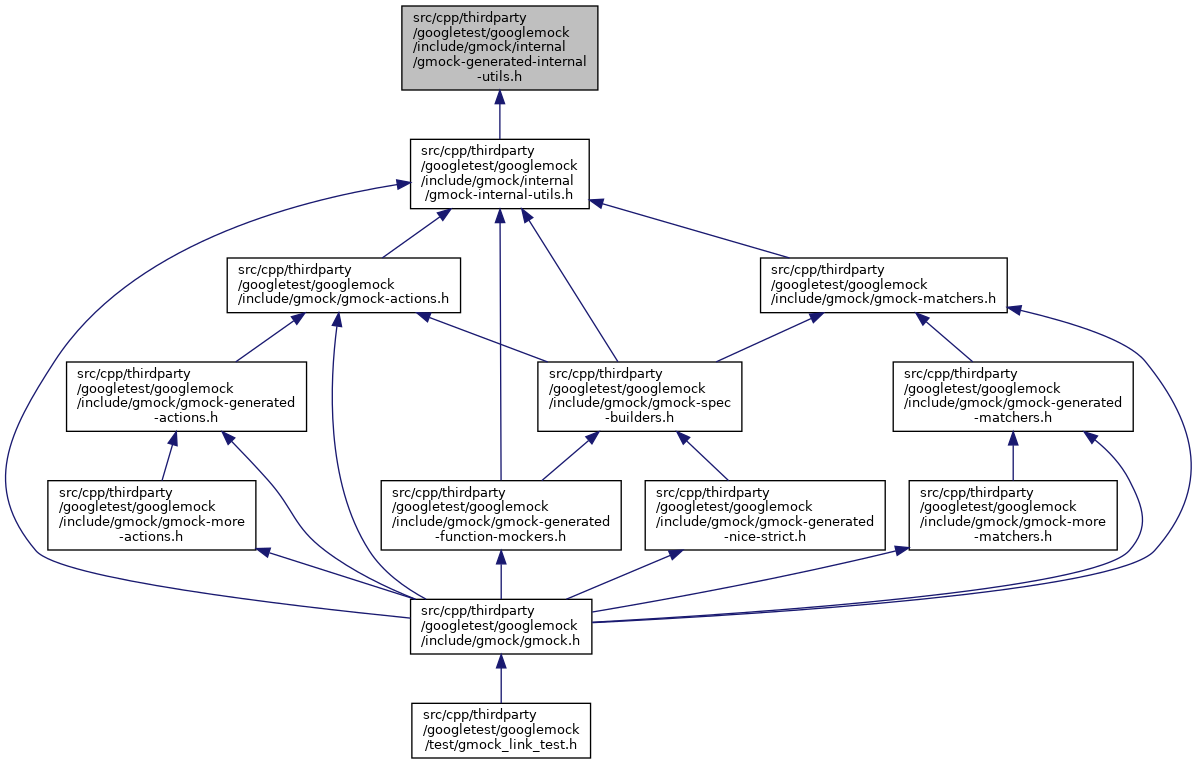 src/cpp/thirdparty
/googletest/googlemock
/include/gmock/internal
/gmock-generated-internal
-utils.h
src/cpp/thirdparty
/googletest/googlemock
/include/gmock/internal
/gmock-internal-utils.h
src/cpp/thirdparty
/googletest/googlemock
/include/gmock/gmock-actions.h
src/cpp/thirdparty
/googletest/googlemock
/include/gmock/gmock-matchers.h
src/cpp/thirdparty
/googletest/googlemock
/include/gmock/gmock-generated
-actions.h
src/cpp/thirdparty
/googletest/googlemock
/include/gmock/gmock-spec
-builders.h
src/cpp/thirdparty
/googletest/googlemock
/include/gmock/gmock-generated
-matchers.h
src/cpp/thirdparty
/googletest/googlemock
/include/gmock/gmock-more
-actions.h
src/cpp/thirdparty
/googletest/googlemock
/include/gmock/gmock-generated
-function-mockers.h
src/cpp/thirdparty
/googletest/googlemock
/include/gmock/gmock-generated
-nice-strict.h
src/cpp/thirdparty
/googletest/googlemock
/include/gmock/gmock-more
-matchers.h
src/cpp/thirdparty
/googletest/googlemock
/include/gmock/gmock.h
src/cpp/thirdparty
/googletest/googlemock
/test/gmock_link_test.h